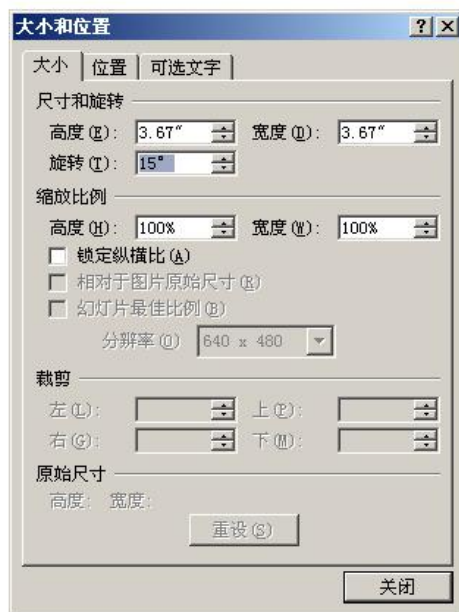 大小和位置
大小 位置 可选文字
尺寸和旋转
高度(E): 3.67" 宽度(D): 3.67"
旋转(T): 15°
缩放比例
高度(H): 100% 宽度(W): 100%
锁定纵横比(A)
相对于图片原始尺寸(R)
幻灯片最佳比例(B)
分辨率(O) 640 x 480
裁剪
左(L): 上(P):
右(G): 下(M):
原始尺寸
高度: 宽度:
重设(S)
关闭